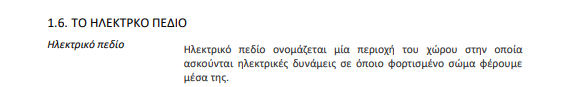 1.6. ΤΟ ΗΛΕΚΤΡΚΟ ΠΕΔΙΟ
Ηλεκτρικό πεδίο
Ηλεκτρικό πεδίο ονομάζεται μία περιοχή του χώρου στην οποία
ασκούνται ηλεκτρικές δυνάμεις σε όποιο φορτισμένο σώμα φέρουμε
μέσα της.